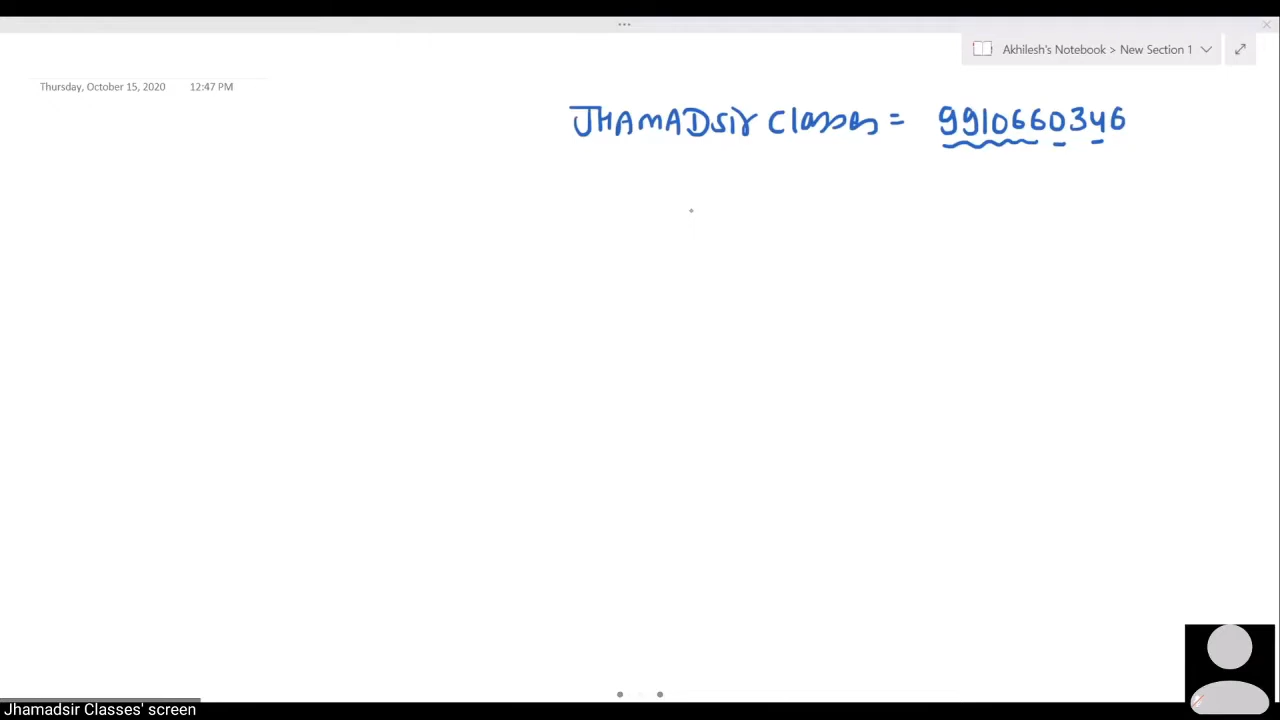 Akhilesh's Notebook > New Section 1
Thursday, October 15, 2020 12:47 PM
JHAMADSir Classes = 9910660346
Jhamadsir Classes' screen